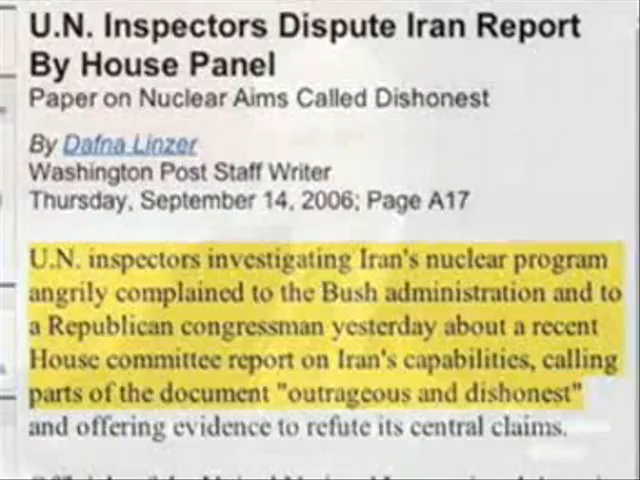 U.N. Inspectors Dispute Iran Report
By House Panel
Paper on Nuclear Aims Called Dishonest
By Dafna Linzer
Washington Post Staff Writer
Thursday, September 14, 2006; Page A17
U.N. inspectors investigating Iran's nuclear program
angrily complained to the Bush administration and to
a Republican congressman yesterday about a recent
House committee report on Iran's capabilities, calling
parts of the document "outrageous and dishonest"
and offering evidence to refute its central claims.